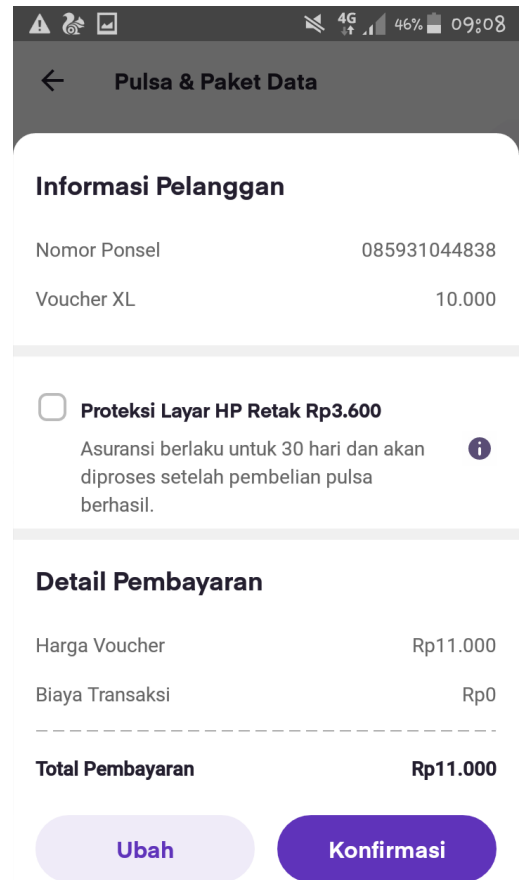 4G 46% 09:08
Pulsa & Paket Data
Informasi Pelanggan
Nomor Ponsel 085931044838
Voucher XL 10.000
Proteksi Layar HP Retak Rp3.600
Asuransi berlaku untuk 30 hari dan akan
diproses setelah pembelian pulsa
berhasil.
Detail Pembayaran
Harga Voucher Rp11.000
Biaya Transaksi Rp0
Total Pembayaran Rp11.000
Ubah Konfirmasi